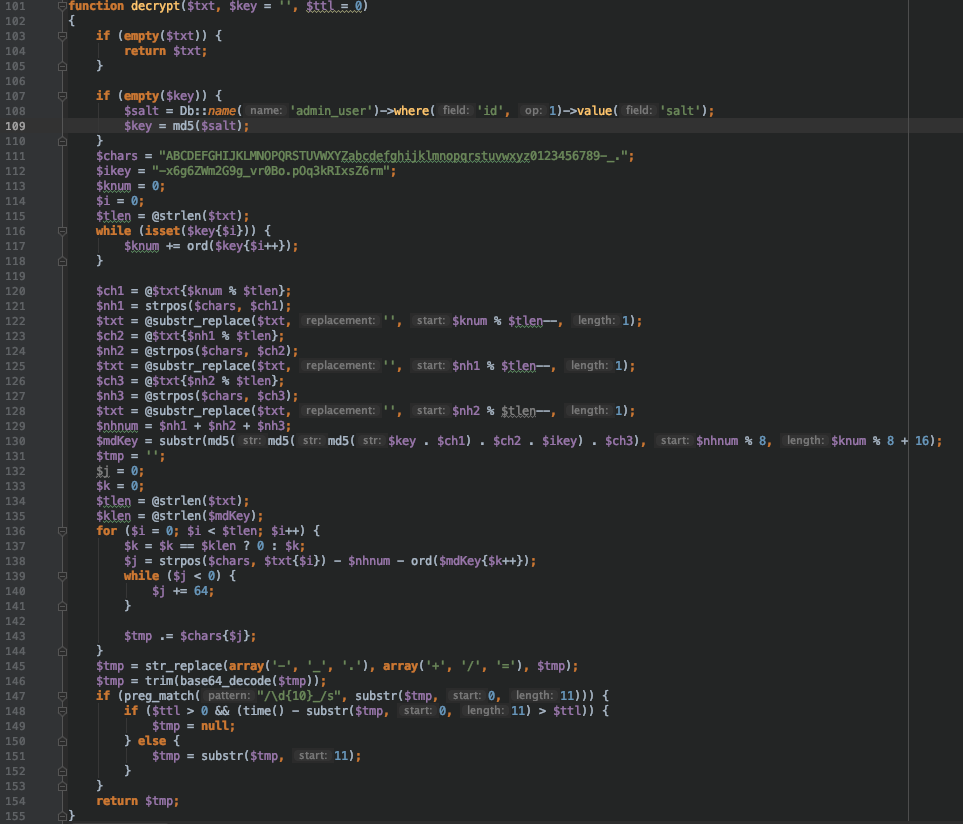 101 function decrypt($txt, $key = '', $ttl = 0)
102 {
103     if (empty($txt)) {
104         return $txt;
105     }
106
107     if (empty($key)) {
108         $salt = Db::name( name: 'admin_user')->where( field: 'id', op: 1)->value( field: 'salt');
109         $key = md5($salt);
110     }
111     $chars = "ABCDEFGHIJKLMNOPQRSTUVWXYZabcdefghijklmnopqrstuvwxyz0123456789-_.";
112     $ikey = "-x6g6ZWm2G9g_vr0Bo.pOq3kRIxsZ6rm";
113     $knum = 0;
114     $i = 0;
115     $tlen = @strlen($txt);
116     while (isset($key{$i})) {
117         $knum += ord($key{$i++});
118     }
119
120     $ch1 = @$txt{$knum % $tlen};
121     $nh1 = strpos($chars, $ch1);
122     $txt = @substr_replace($txt, replacement: '', start: $knum % $tlen--, length: 1);
123     $ch2 = @$txt{$nh1 % $tlen};
124     $nh2 = @strpos($chars, $ch2);
125     $txt = @substr_replace($txt, replacement: '', start: $nh1 % $tlen--, length: 1);
126     $ch3 = @$txt{$nh2 % $tlen};
127     $nh3 = @strpos($chars, $ch3);
128     $txt = @substr_replace($txt, replacement: '', start: $nh2 % $tlen--, length: 1);
129     $nhnum = $nh1 + $nh2 + $nh3;
130     $mdKey = substr(md5( str: md5( str: md5( str: $key . $ch1) . $ch2 . $ikey) . $ch3), start: $nhnum % 8, length: $knum % 8 + 16);
131     $tmp = '';
132     $j = 0;
133     $k = 0;
134     $tlen = @strlen($txt);
135     $klen = @strlen($mdKey);
136     for ($i = 0; $i < $tlen; $i++) {
137         $k = $k == $klen ? 0 : $k;
138         $j = strpos($chars, $txt{$i}) - $nhnum - ord($mdKey{$k++});
139         while ($j < 0) {
140             $j += 64;
141         }
142
143         $tmp .= $chars{$j};
144     }
145     $tmp = str_replace(array('-', '_', '.'), array('+', '/', '='), $tmp);
146     $tmp = trim(base64_decode($tmp));
147     if (preg_match( pattern: "/\d{10}_/s", substr($tmp, start: 0, length: 11))) {
148         if ($ttl > 0 && (time() - substr($tmp, start: 0, length: 11) > $ttl)) {
149             $tmp = null;
150         } else {
151             $tmp = substr($tmp, start: 11);
152         }
153     }
154     return $tmp;
155 }